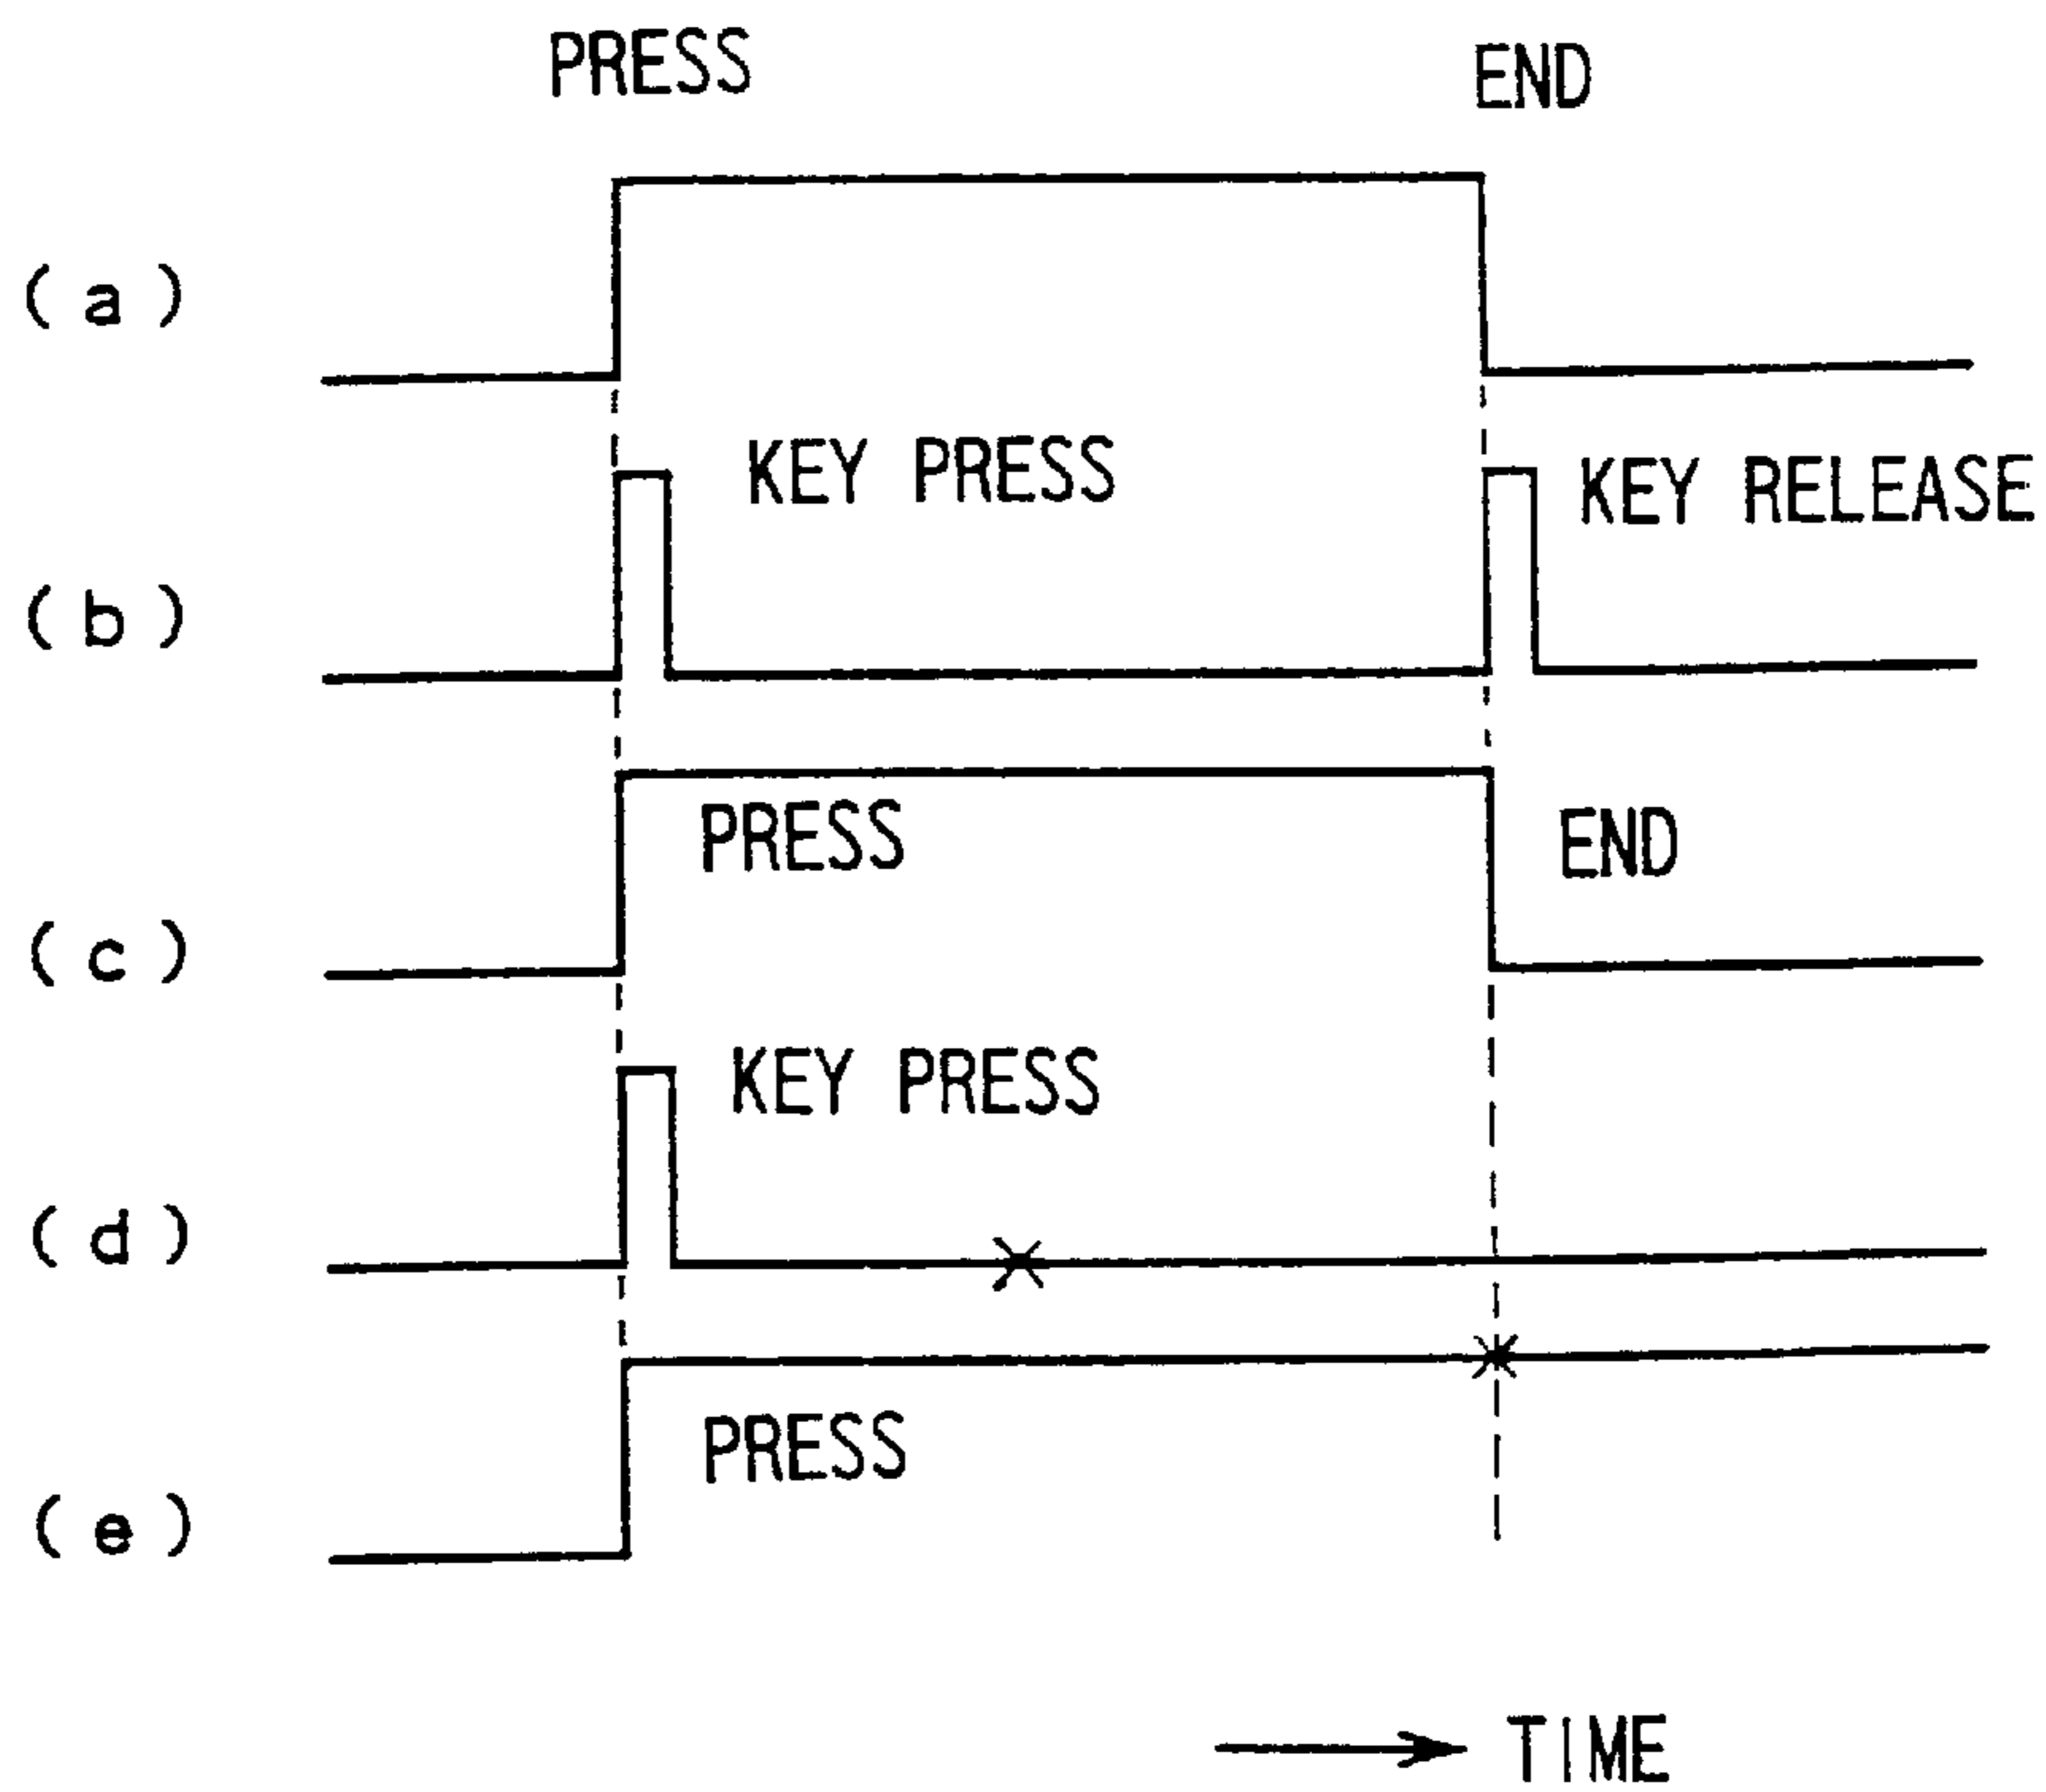 PRESS END
(a)
KEY PRESS KEY RELEASE
(b)
PRESS END
(c)
KEY PRESS
(d)
PRESS
(e)
TIME